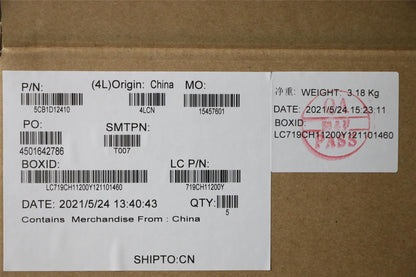 P/N:
(4L)Origin: China
MO:
5CB1D12410
4LCN
15457601
PO:
SMTPN:
4501642786
T007
BOXID:
LC P/N:
LC719CH11200Y121101460
719CH11200Y
DATE: 2021/5/24 13:40:43
QTY:
5
Contains Merchandise From : China
SHIPTO:CN
净重: WEIGHT: 3.18 Kg
DATE: 2021/5/24 15:23:11
BOXID:
LC719CH11200Y121101460
QA
PASS